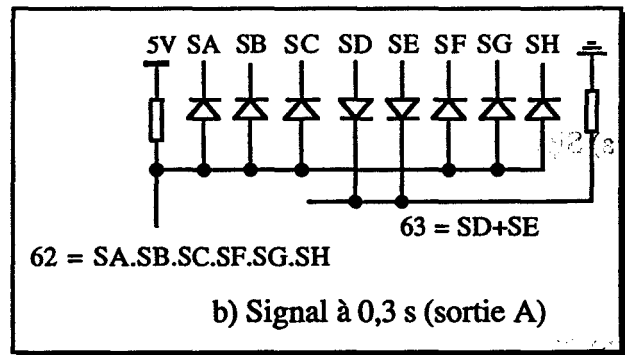 5V SA SB SC SD SE SF SG SH
63 = SD+SE
62 = SA.SB.SC.SF.SG.SH
b) Signal à 0,3 s (sortie A)